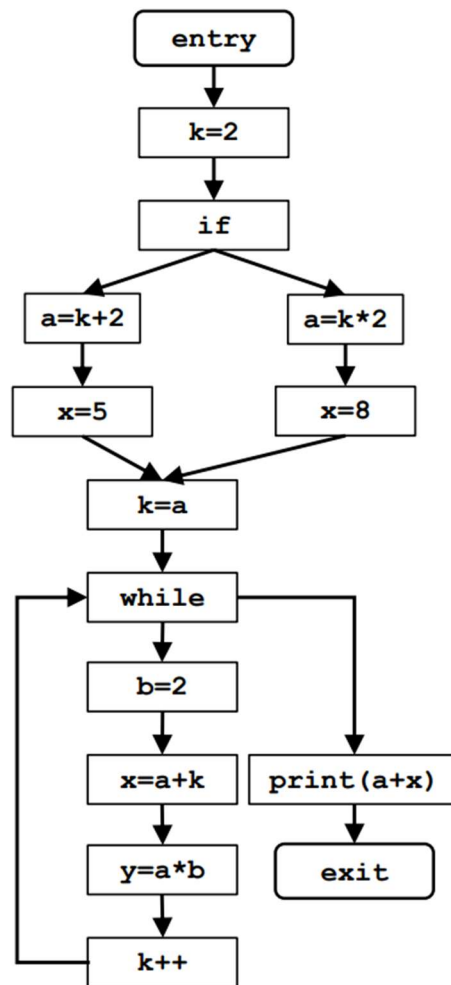 entry
k=2
if
a=k+2
a=k*2
x=5
x=8
k=a
while
b=2
x=a+k
print(a+x)
y=a*b
exit
k++